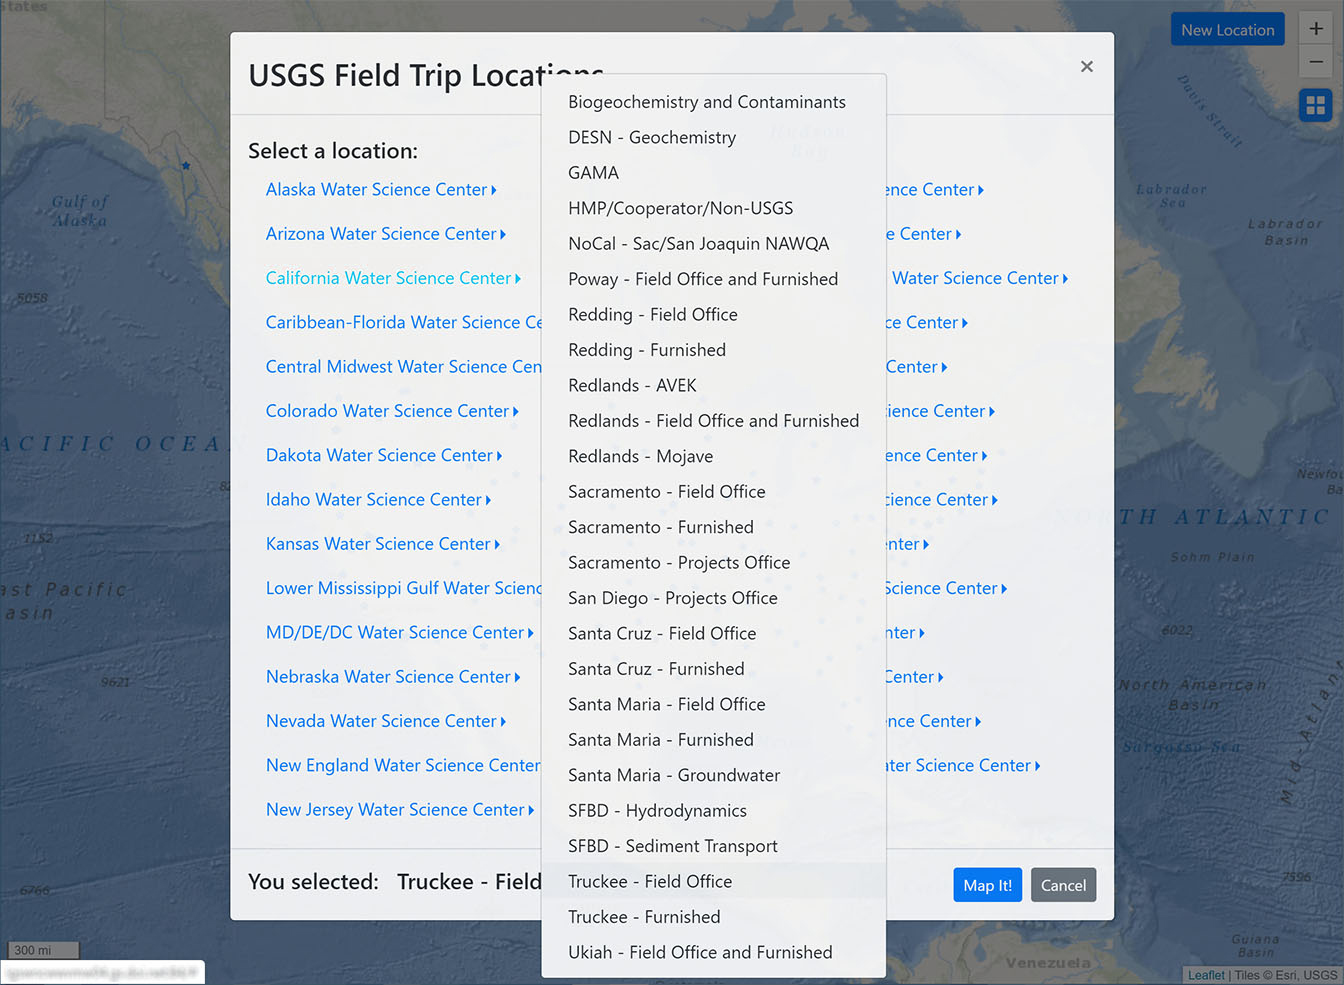 States
New Location
+
−
USGS Field Trip Locations
×
Select a location:
Alaska Water Science Center
Arizona Water Science Center
California Water Science Center
Caribbean-Florida Water Science Ce
Central Midwest Water Science Cen
Colorado Water Science Center
Dakota Water Science Center
Idaho Water Science Center
Kansas Water Science Center
Lower Mississippi Gulf Water Scienc
MD/DE/DC Water Science Center
Nebraska Water Science Center
Nevada Water Science Center
New England Water Science Center
New Jersey Water Science Center
Biogeochemistry and Contaminants
DESN - Geochemistry
GAMA
HMP/Cooperator/Non-USGS
NoCal - Sac/San Joaquin NAWQA
Poway - Field Office and Furnished
Redding - Field Office
Redding - Furnished
Redlands - AVEK
Redlands - Field Office and Furnished
Redlands - Mojave
Sacramento - Field Office
Sacramento - Furnished
Sacramento - Projects Office
San Diego - Projects Office
Santa Cruz - Field Office
Santa Cruz - Furnished
Santa Maria - Field Office
Santa Maria - Furnished
Santa Maria - Groundwater
SFBD - Hydrodynamics
SFBD - Sediment Transport
Truckee - Field Office
Truckee - Furnished
Ukiah - Field Office and Furnished
ence Center
e Center
Water Science Center
ce Center
Center
ience Center
ence Center
cience Center
nter
Science Center
nter
Center
nce Center
ater Science Center
You selected: Truckee - Field
Map It!
Cancel
Gulf of
Alaska
5058
ACIFIC OCEA
1152
ast Pacific
asin
9621
6766
300 mi
Hudson
Bay
Davis Strait
Labrador
Sea
Labrador
Basin
Newfou
Ba
NORTH ATLANTIC
Sohm Plain
6022
North American
Basin
Sargasso Sea
Mid-Atlant
7596
Guiana
Basin
Venezuela
Leaflet | Tiles © Esri, USGS